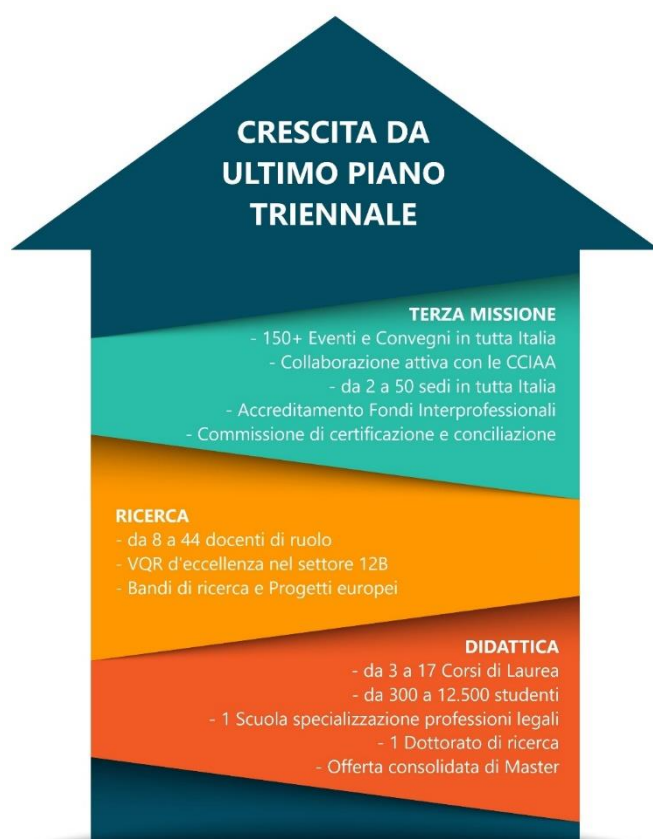 CRESCITA DA
ULTIMO PIANO
TRIENNALE
TERZA MISSIONE
- 150+ Eventi e Convegni in tutta Italia
- Collaborazione attiva con le CCIAA
- da 2 a 50 sedi in tutta Italia
- Accreditamento Fondi Interprofessionali
- Commissione di certificazione e conciliazione
RICERCA
- da 8 a 44 docenti di ruolo
- VQR d'eccellenza nel settore 12B
- Bandi di ricerca e Progetti europei
DIDATTICA
- da 3 a 17 Corsi di Laurea
- da 300 a 12.500 studenti
- 1 Scuola specializzazione professioni legali
- 1 Dottorato di ricerca
- Offerta consolidata di Master